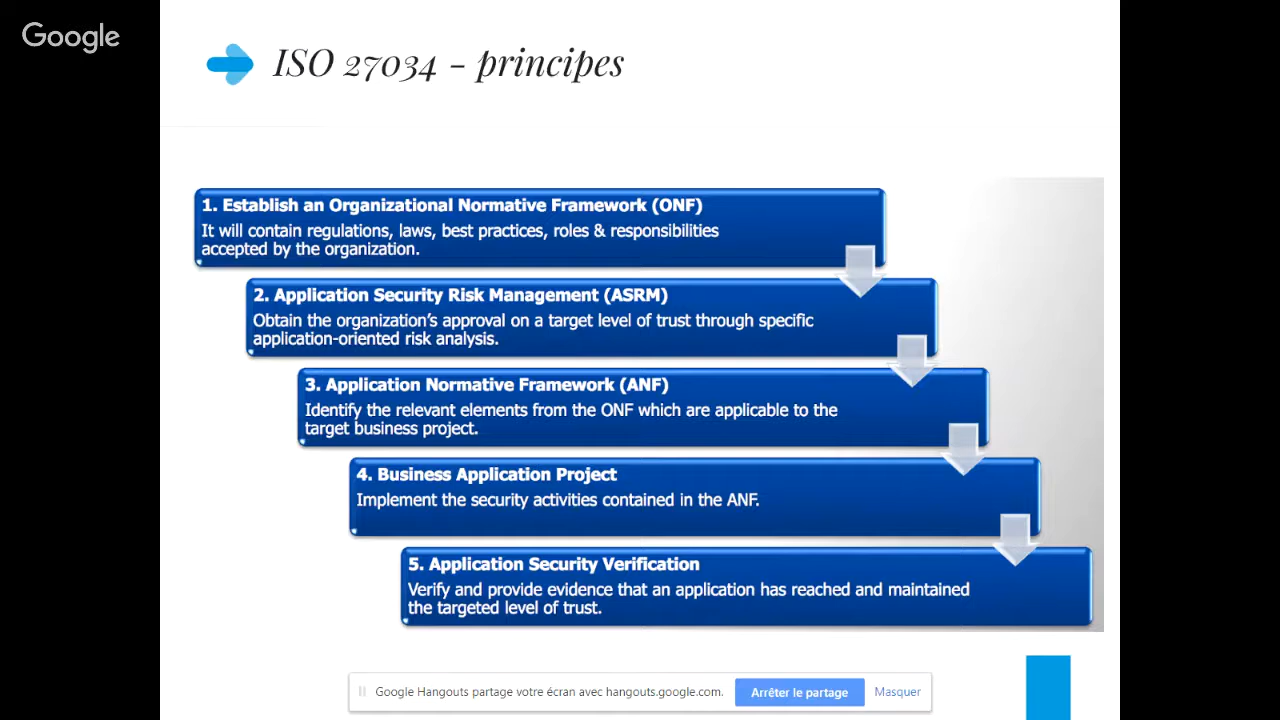 Google
ISO 27034 - principes
1. Establish an Organizational Normative Framework (ONF)
It will contain regulations, laws, best practices, roles & responsibilities
accepted by the organization.
2. Application Security Risk Management (ASRM)
Obtain the organization's approval on a target level of trust through specific
application-oriented risk analysis.
3. Application Normative Framework (ANF)
Identify the relevant elements from the ONF which are applicable to the
target business project.
4. Business Application Project
Implement the security activities contained in the ANF.
5. Application Security Verification
Verify and provide evidence that an application has reached and maintained
the targeted level of trust.
Google Hangouts partage votre écran avec hangouts.google.com. Arrêter le partage Masquer